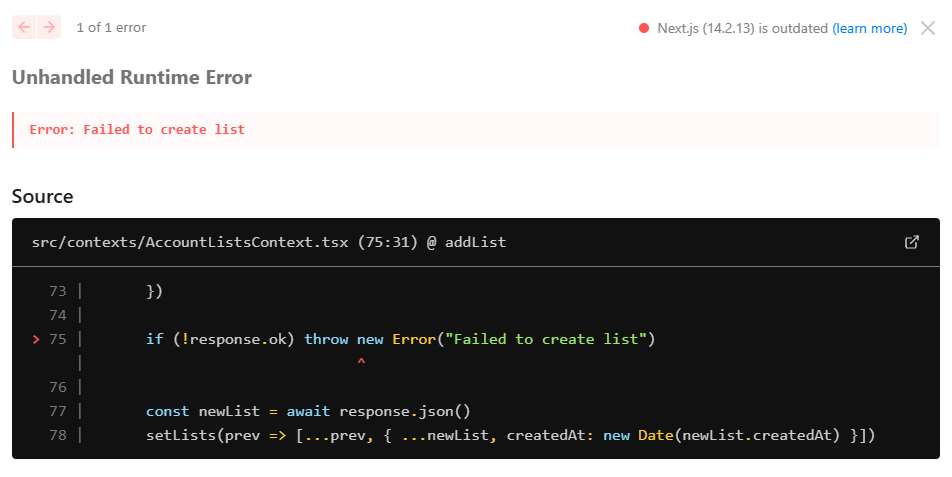 1 of 1 error
Next.js (14.2.13) is outdated (learn more)
Unhandled Runtime Error
Error: Failed to create list
Source
src/contexts/AccountListsContext.tsx (75:31) @ addList
73 |       })
74 |
> 75 |       if (!response.ok) throw new Error("Failed to create list")
|                               ^
76 |
77 |       const newList = await response.json()
78 |       setLists(prev => [...prev, { ...newList, createdAt: new Date(newList.createdAt) }])